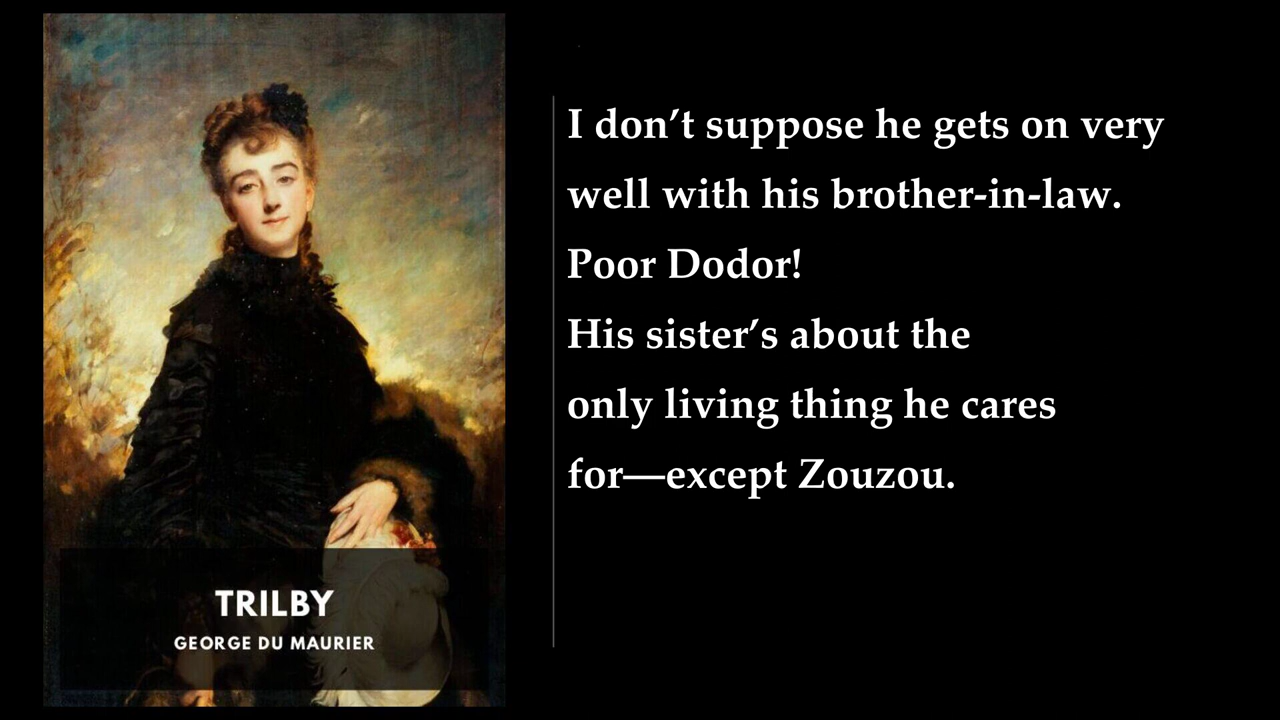 I don’t suppose he gets on very
well with his brother-in-law.
Poor Dodor!
His sister’s about the
only living thing he cares
for—except Zouzou.
TRILBY
GEORGE DU MAURIER